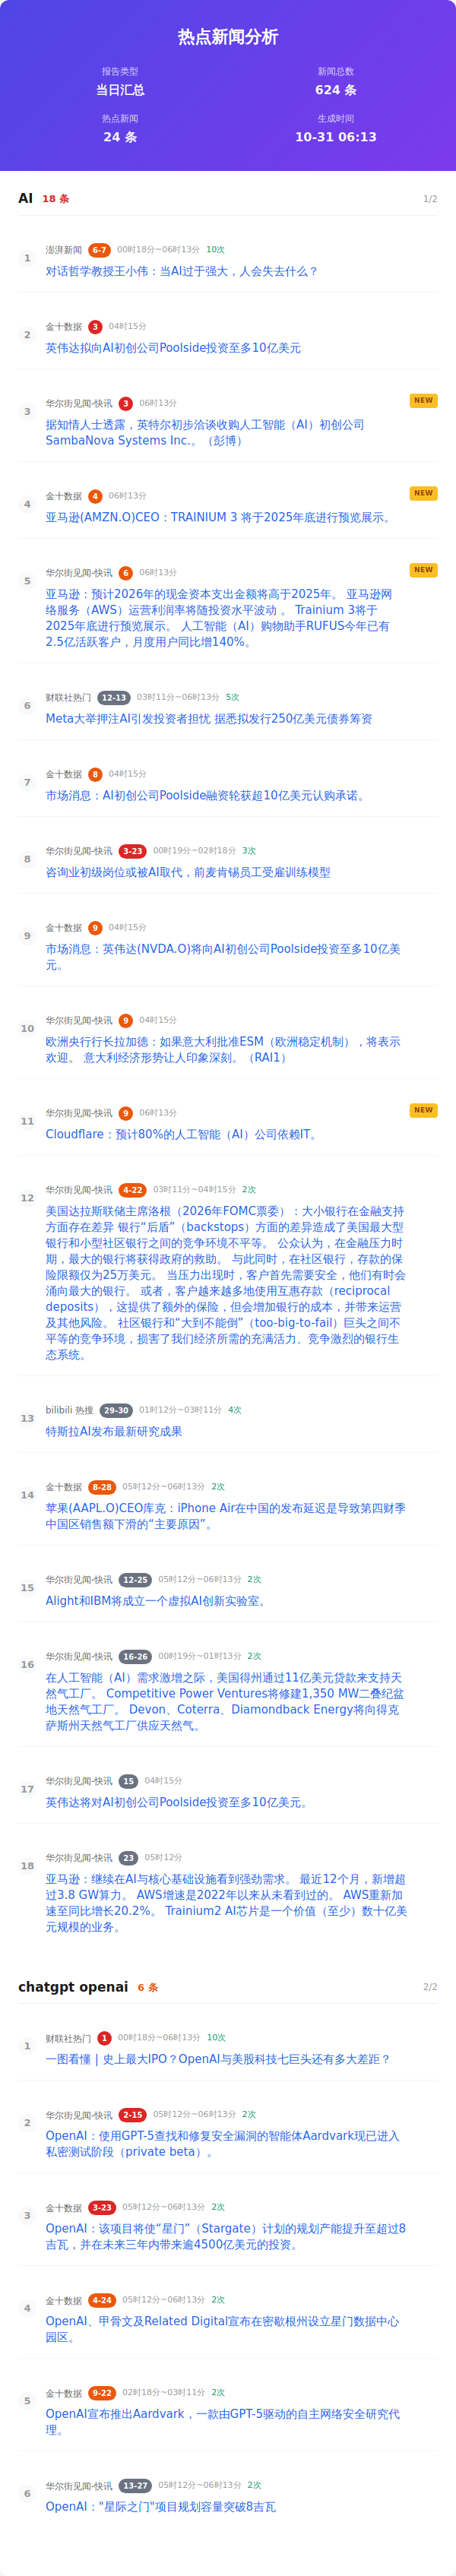 热点新闻分析
报告类型
当日汇总
新闻总数
624 条
热点新闻
24 条
生成时间
10-31 06:13
AI 18 条 1/2
1
澎湃新闻 6-7 00时18分~06时13分 10次
对话哲学教授王小伟：当AI过于强大，人会失去什么？
2
金十数据 3 04时15分
英伟达拟向AI初创公司Poolside投资至多10亿美元
3
华尔街见闻-快讯 3 06时13分 NEW
据知情人士透露，英特尔初步洽谈收购人工智能（AI）初创公司
SambaNova Systems Inc.。（彭博）
4
金十数据 4 06时13分 NEW
亚马逊(AMZN.O)CEO：TRAINIUM 3 将于2025年底进行预览展示。
5
华尔街见闻-快讯 6 06时13分 NEW
亚马逊：预计2026年的现金资本支出金额将高于2025年。 亚马逊网
络服务（AWS）运营利润率将随投资水平波动 。 Trainium 3将于
2025年底进行预览展示。 人工智能（AI）购物助手RUFUS今年已有
2.5亿活跃客户，月度用户同比增140%。
6
财联社热门 12-13 03时11分~06时13分 5次
Meta大举押注AI引发投资者担忧 据悉拟发行250亿美元债券筹资
7
金十数据 8 04时15分
市场消息：AI初创公司Poolside融资轮获超10亿美元认购承诺。
8
华尔街见闻-快讯 3-23 00时19分~02时18分 3次
咨询业初级岗位或被AI取代，前麦肯锡员工受雇训练模型
9
金十数据 9 04时15分
市场消息：英伟达(NVDA.O)将向AI初创公司Poolside投资至多10亿美
元。
10
华尔街见闻-快讯 9 04时15分
欧洲央行行长拉加德：如果意大利批准ESM（欧洲稳定机制），将表示
欢迎。 意大利经济形势让人印象深刻。（RAI1）
11
华尔街见闻-快讯 9 06时13分 NEW
Cloudflare：预计80%的人工智能（AI）公司依赖IT。
12
华尔街见闻-快讯 4-22 03时11分~04时15分 2次
美国达拉斯联储主席洛根（2026年FOMC票委）：大小银行在金融支持
方面存在差异 银行“后盾”（backstops）方面的差异造成了美国最大型
银行和小型社区银行之间的竞争环境不平等。 公众认为，在金融压力时
期，最大的银行将获得政府的救助。 与此同时，在社区银行，存款的保
险限额仅为25万美元。 当压力出现时，客户首先需要安全，他们有时会
涌向最大的银行。 或者，客户越来越多地使用互惠存款（reciprocal
deposits），这提供了额外的保险，但会增加银行的成本，并带来运营
及其他风险。 社区银行和“大到不能倒”（too-big-to-fail）巨头之间不
平等的竞争环境，损害了我们经济所需的充满活力、竞争激烈的银行生
态系统。
13
bilibili 热搜 29-30 01时12分~03时11分 4次
特斯拉AI发布最新研究成果
14
金十数据 8-28 05时12分~06时13分 2次
苹果(AAPL.O)CEO库克：iPhone Air在中国的发布延迟是导致第四财季
中国区销售额下滑的“主要原因”。
15
华尔街见闻-快讯 12-25 05时12分~06时13分 2次
Alight和IBM将成立一个虚拟AI创新实验室。
16
华尔街见闻-快讯 16-26 00时19分~01时13分 2次
在人工智能（AI）需求激增之际，美国得州通过11亿美元贷款来支持天
然气工厂。 Competitive Power Ventures将修建1,350 MW二叠纪盆
地天然气工厂。 Devon、Coterra、Diamondback Energy将向得克
萨斯州天然气工厂供应天然气。
17
华尔街见闻-快讯 15 04时15分
英伟达将对AI初创公司Poolside投资至多10亿美元。
18
华尔街见闻-快讯 23 05时12分
亚马逊：继续在AI与核心基础设施看到强劲需求。 最近12个月，新增超
过3.8 GW算力。 AWS增速是2022年以来从未看到过的。 AWS重新加
速至同比增长20.2%。 Trainium2 AI芯片是一个价值（至少）数十亿美
元规模的业务。
chatgpt openai 6 条 2/2
1
财联社热门 1 00时18分~06时13分 10次
一图看懂 | 史上最大IPO？OpenAI与美股科技七巨头还有多大差距？
2
华尔街见闻-快讯 2-15 05时12分~06时13分 2次
OpenAI：使用GPT-5查找和修复安全漏洞的智能体Aardvark现已进入
私密测试阶段（private beta）。
3
金十数据 3-23 05时12分~06时13分 2次
OpenAI：该项目将使“星门”（Stargate）计划的规划产能提升至超过8
吉瓦，并在未来三年内带来逾4500亿美元的投资。
4
金十数据 4-24 05时12分~06时13分 2次
OpenAI、甲骨文及Related Digital宣布在密歇根州设立星门数据中心
园区。
5
金十数据 9-22 02时18分~03时11分 2次
OpenAI宣布推出Aardvark，一款由GPT-5驱动的自主网络安全研究代
理。
6
华尔街见闻-快讯 13-27 05时12分~06时13分 2次
OpenAI："星际之门"项目规划容量突破8吉瓦